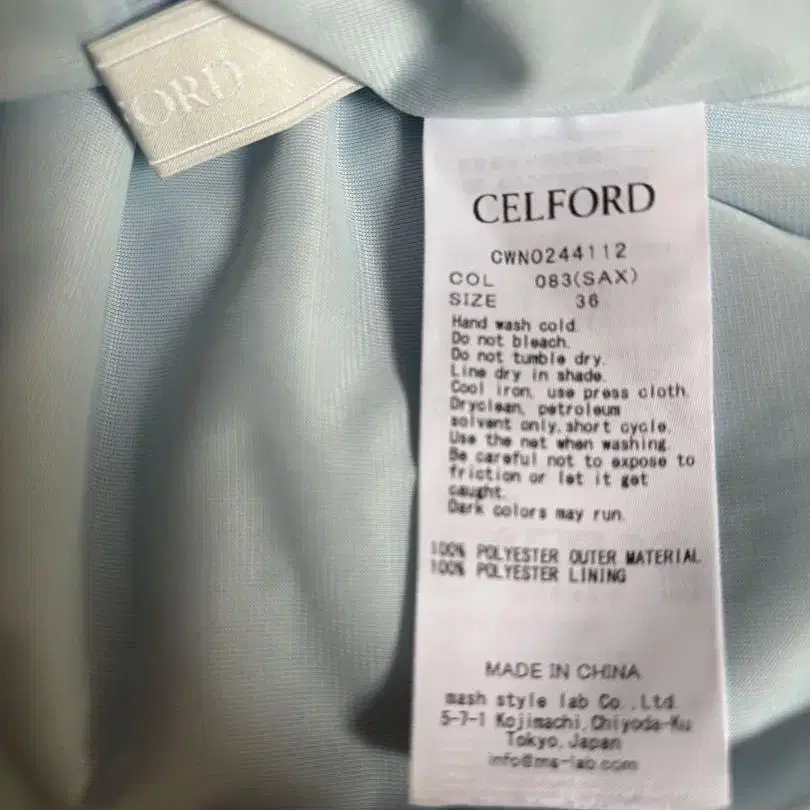 ORD
CELFORD
CWNO244112
COL 083(SAX)
SIZE 36
Hand wash cold.
Do not bleach.
Do not tumble dry.
Line dry in shade.
Cool iron, use press cloth.
Dryclean, petroleum
solvent only,short cycle.
Use the net when washing.
Be careful not to expose to
friction or let it get
caught.
Dark colors may run.
100% POLYESTER OUTER MATERIAL
100% POLYESTER LINING
MADE IN CHINA
mash style lab Co.,Ltd.
5-7-1 Kojimachi,Chiyoda-Ku
Tokyo,Japan
info@ms-lab.com